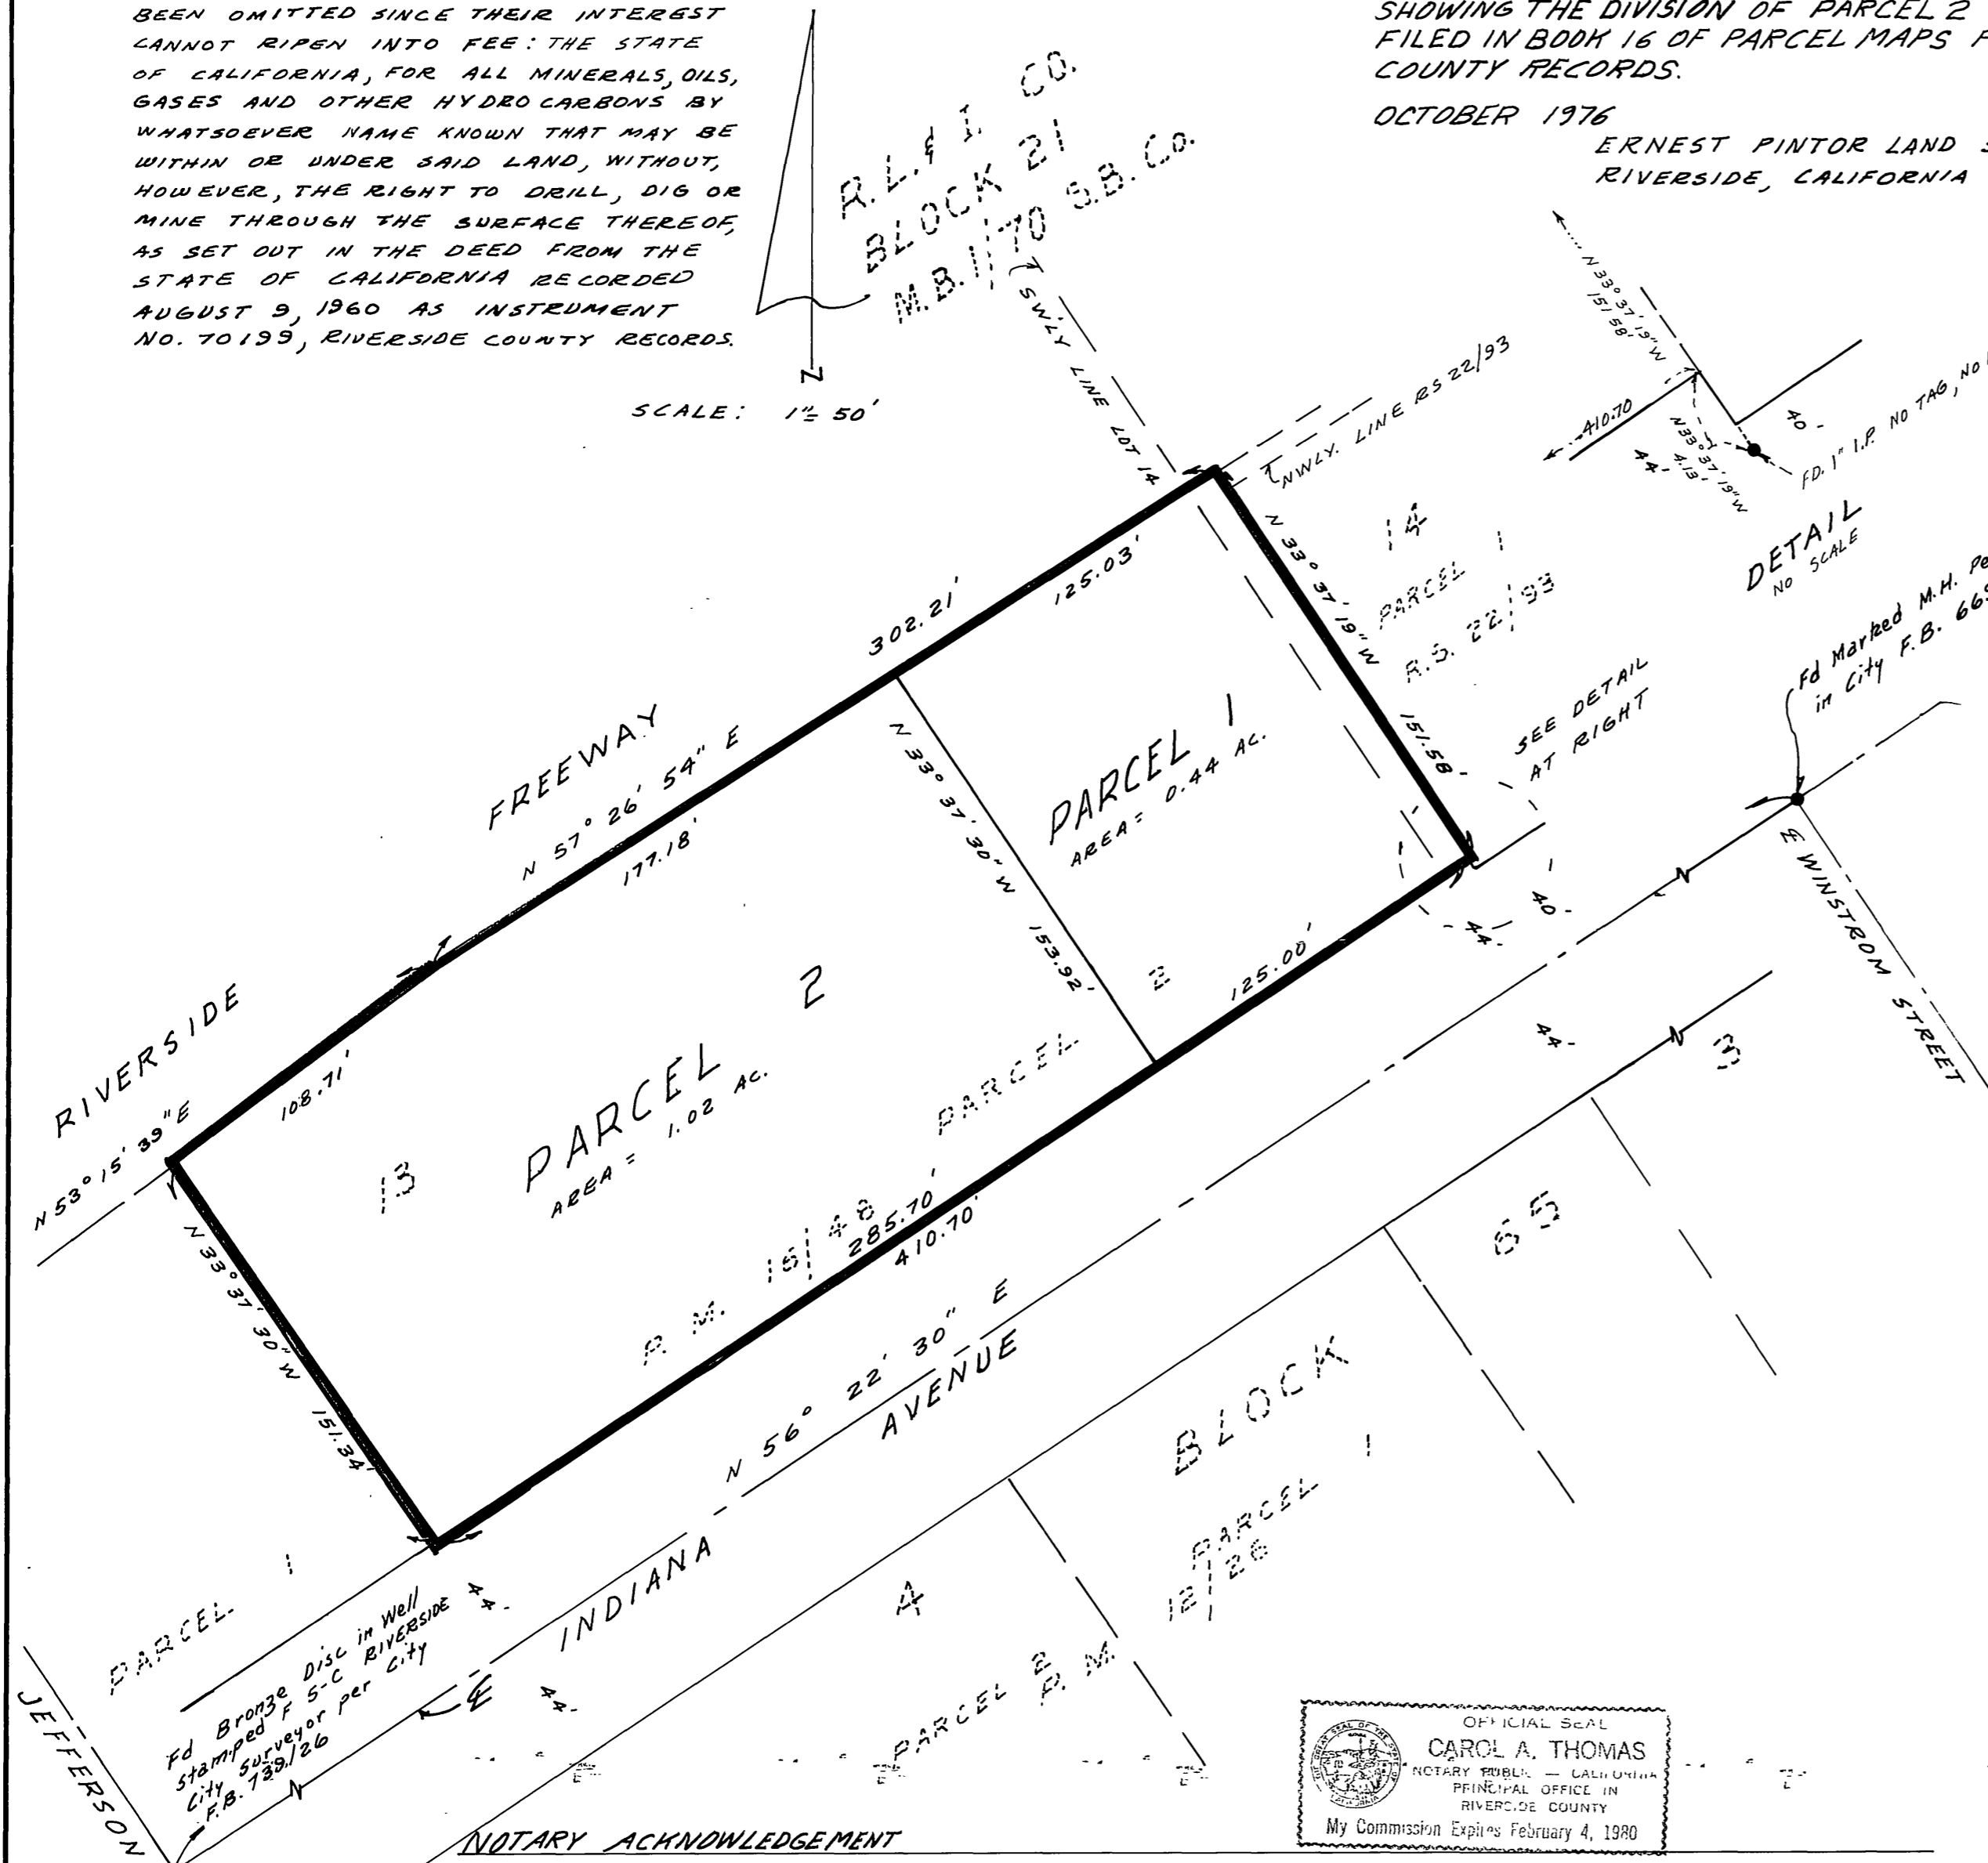 BEEN OMITTED SINCE THEIR INTEREST
CANNOT RIPEN INTO FEE: THE STATE
OF CALIFORNIA, FOR ALL MINERALS, OILS,
GASES AND OTHER HYDRO CARBONS BY
WHATSOEVER NAME KNOWN THAT MAY BE
WITHIN OR UNDER SAID LAND, WITHOUT,
HOWEVER, THE RIGHT TO DRILL, DIG OR
MINE THROUGH THE SURFACE THEREOF,
AS SET OUT IN THE DEED FROM THE
STATE OF CALIFORNIA RECORDED
AUGUST 9, 1960 AS INSTRUMENT
NO. 70199, RIVERSIDE COUNTY RECORDS.
SHOWING THE DIVISION OF PARCEL 2
FILED IN BOOK 16 OF PARCEL MAPS
COUNTY RECORDS.
OCTOBER 1976
ERNEST PINTOR LAND
RIVERSIDE, CALIFORNIA
N
SCALE: 1"= 50'
R.L. & I. CO.
BLOCK 21
M.B. 1/70 S.B. Co.
SWLY LINE LOT 14
NWLY. LINE RS 22/93
N 33° 37' 19" W
151.58'
410.70
44'
N 33° 37' 19" W
4.13'
40'
FD. 1" I.P. NO TAG, NO
DETAIL
NO SCALE
14
PARCEL 1
R.S. 22/93
N 33° 37' 19" W
151.58'
SEE DETAIL
AT RIGHT
Fd Marked M.H.
in City F.B.
125.03'
302.21'
FREEWAY
N 57° 26' 54" E
177.18'
PARCEL 1
AREA = 0.44 AC.
N 33° 37' 30" W
153.92'
125.00'
40'
44'
44'
℄ WINSTROM STREET
RIVERSIDE
N 53° 15' 39" E
108.71'
13
PARCEL 2
AREA = 1.02 AC.
PARCEL 2
P. M. 16/48
285.70'
410.70'
3
N 33° 37' 30" W
151.34'
N 56° 22' 30" E
INDIANA AVENUE
BLOCK 65
PARCEL 1
12/26
4
PARCEL 2
P. M.
PARCEL 1
44'
44'
℄
Fd Bronze Disc in Well
stamped F 5-C RIVERSIDE
City Surveyor per City
F.B. 739/26
JEFFERSON
OFFICIAL SEAL
CAROL A. THOMAS
NOTARY PUBLIC — CALIFORNIA
PRINCIPAL OFFICE IN
RIVERSIDE COUNTY
My Commission Expires February 4, 1980
NOTARY ACKNOWLEDGEMENT